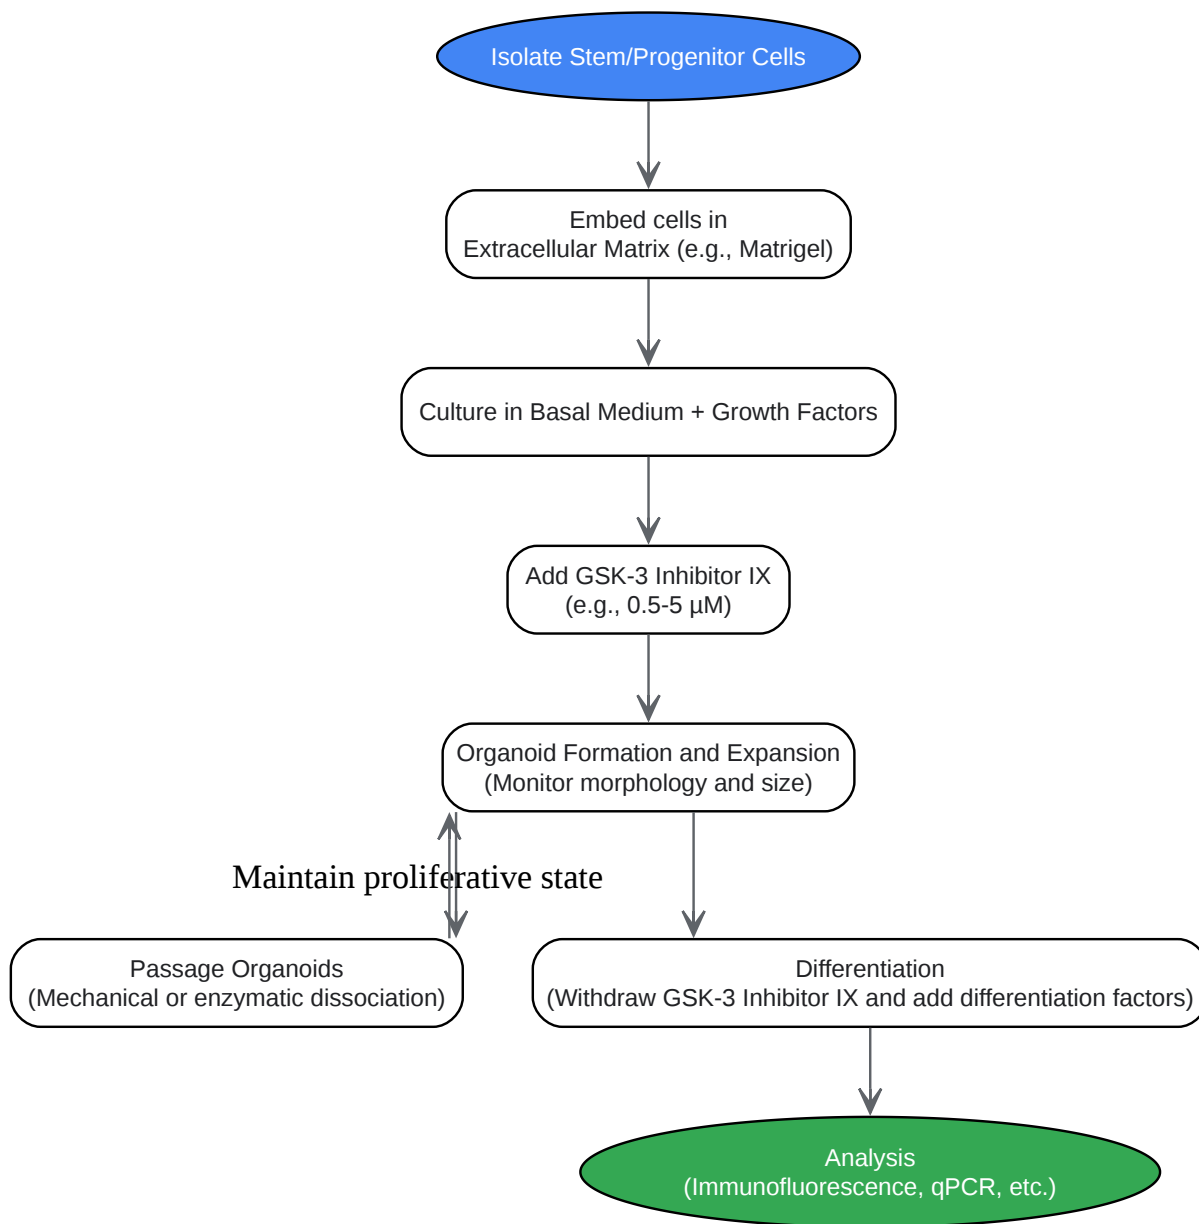 Isolate Stem/Progenitor Cells
Embed cells in
Extracellular Matrix (e.g., Matrigel)
Culture in Basal Medium + Growth Factors
Add GSK-3 Inhibitor IX
(e.g., 0.5-5 µM)
Organoid Formation and Expansion
(Monitor morphology and size)
Maintain proliferative state
Passage Organoids
(Mechanical or enzymatic dissociation)
Differentiation
(Withdraw GSK-3 Inhibitor IX and add differentiation factors)
Analysis
(Immunofluorescence, qPCR, etc.)